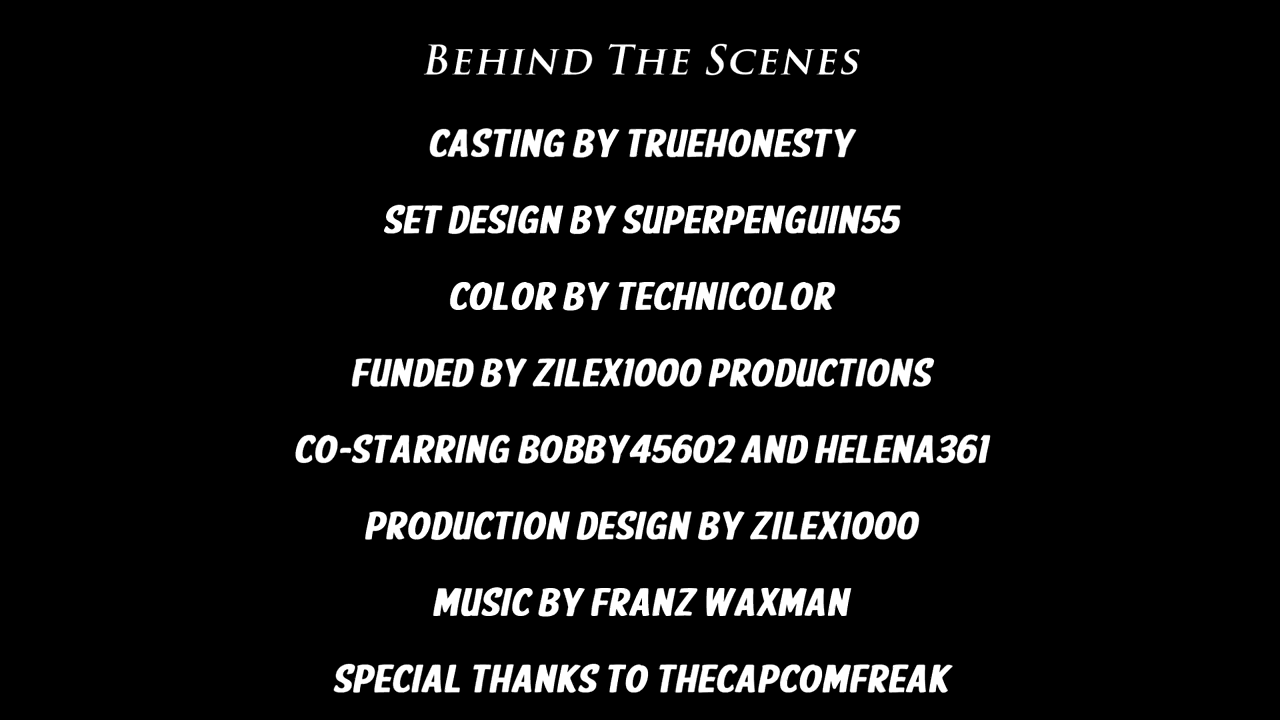 Behind The Scenes
CASTING BY TRUEHONESTY
SET DESIGN BY SUPERPENGUIN55
COLOR BY TECHNICOLOR
FUNDED BY ZILEX1000 PRODUCTIONS
CO-STARRING BOBBY45602 AND HELENA361
PRODUCTION DESIGN BY ZILEX1000
MUSIC BY FRANZ WAXMAN
SPECIAL THANKS TO THECAPCOMFREAK